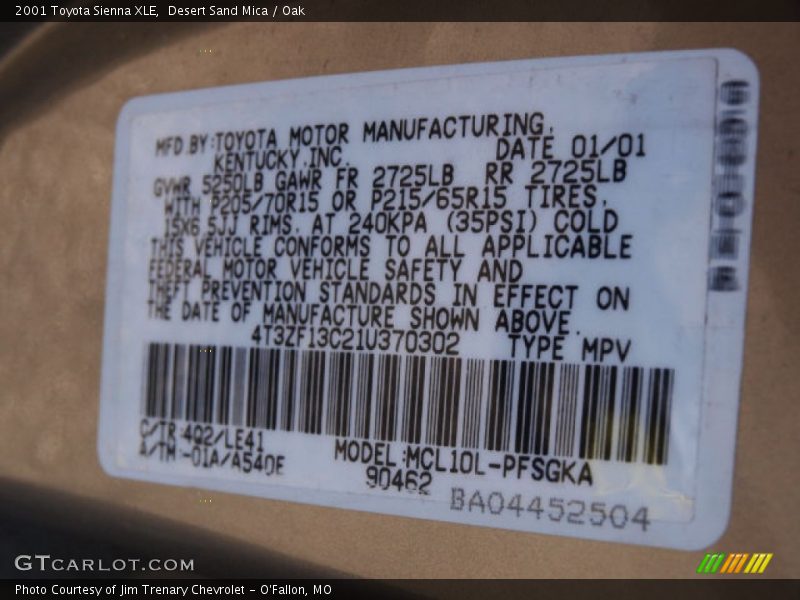 2001 Toyota Sienna XLE,  Desert Sand Mica / Oak
MFD.BY:TOYOTA MOTOR MANUFACTURING,
KENTUCKY,INC. DATE 01/01
GVWR 5250LB GAWR FR 2725LB RR 2725LB
WITH P205/70R15 OR P215/65R15 TIRES,
15X6.5JJ RIMS, AT 240KPA (35PSI) COLD
THIS VEHICLE CONFORMS TO ALL APPLICABLE
FEDERAL MOTOR VEHICLE SAFETY AND
THEFT PREVENTION STANDARDS IN EFFECT ON
THE DATE OF MANUFACTURE SHOWN ABOVE.
4T3ZF13C21U370302 TYPE MPV
C/TR 4Q2/LE41
A/TM -01A/A540E
MODEL:MCL10L-PFSGKA
90462
BA04452504
GTCARLOT.COM
Photo Courtesy of Jim Trenary Chevrolet - O'Fallon, MO